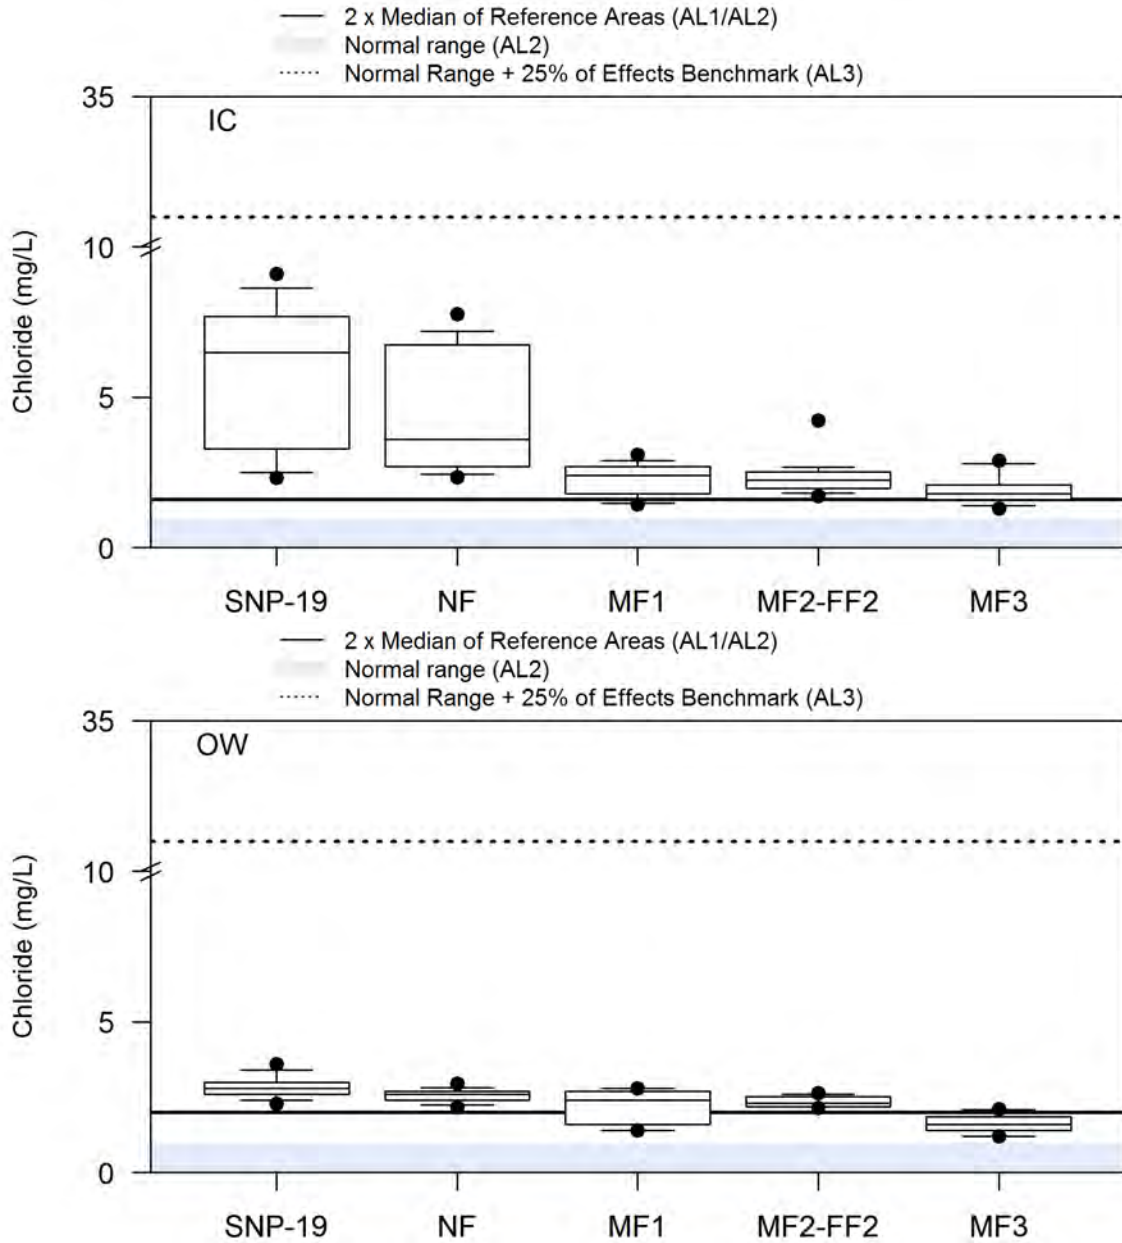 2 x Median of Reference Areas (AL1/AL2)
Normal range (AL2)
Normal Range + 25% of Effects Benchmark (AL3)
35
IC
10
5
0
Chloride (mg/L)
SNP-19 NF MF1 MF2-FF2 MF3
2 x Median of Reference Areas (AL1/AL2)
Normal range (AL2)
Normal Range + 25% of Effects Benchmark (AL3)
35
OW
10
5
0
Chloride (mg/L)
SNP-19 NF MF1 MF2-FF2 MF3